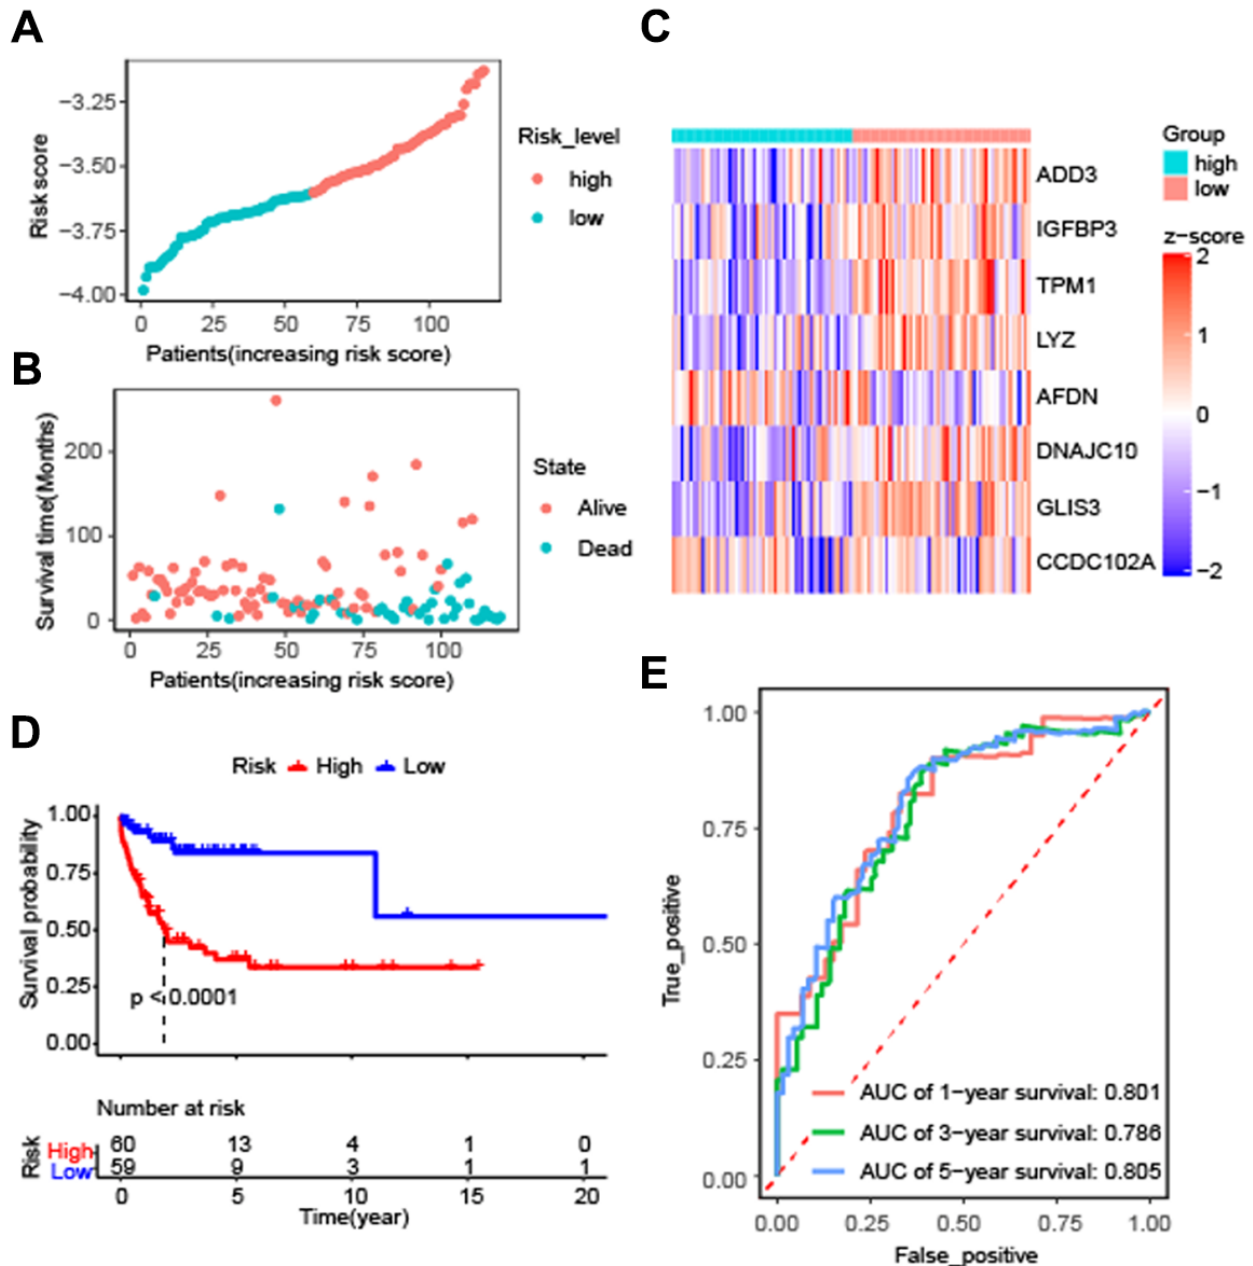 A
Risk score
−3.25
−3.50
−3.75
−4.00
0 25 50 75 100
Patients(increasing risk score)
Risk_level
high
low
B
Survival time(Months)
200
100
0
0 25 50 75 100
Patients(increasing risk score)
State
Alive
Dead
C
ADD3
IGFBP3
TPM1
LYZ
AFDN
DNAJC10
GLIS3
CCDC102A
Group
high
low
z−score
2
1
0
−1
−2
D
Risk High Low
Survival probability
1.00
0.75
0.50
0.25
0.00
p < 0.0001
Number at risk
Risk
High 60 13 4 1 0
Low 59 9 3 1 1
0 5 10 15 20
Time(year)
E
True_positive
1.00
0.75
0.50
0.25
0.00
AUC of 1−year survival: 0.801
AUC of 3−year survival: 0.786
AUC of 5−year survival: 0.805
0.00 0.25 0.50 0.75 1.00
False_positive